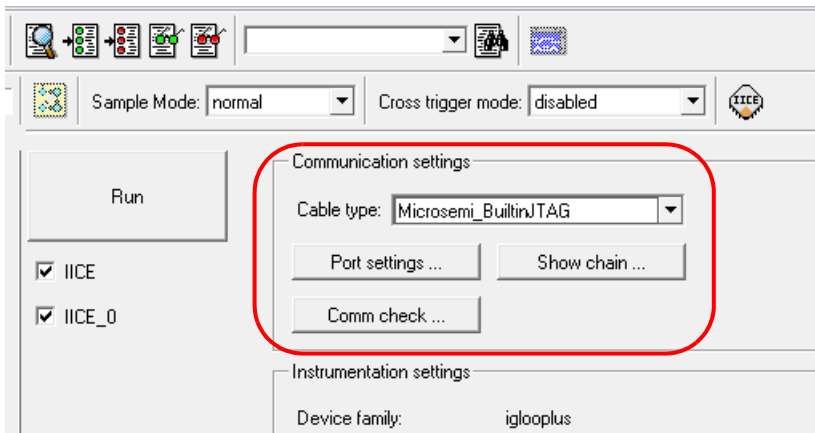 Sample Mode: normal Cross trigger mode: disabled IICE
Run
IICE
IICE_0
Communication settings
Cable type: Microsemi_BuiltinJTAG
Port settings ... Show chain ...
Comm check ...
Instrumentation settings
Device family: iglooplus